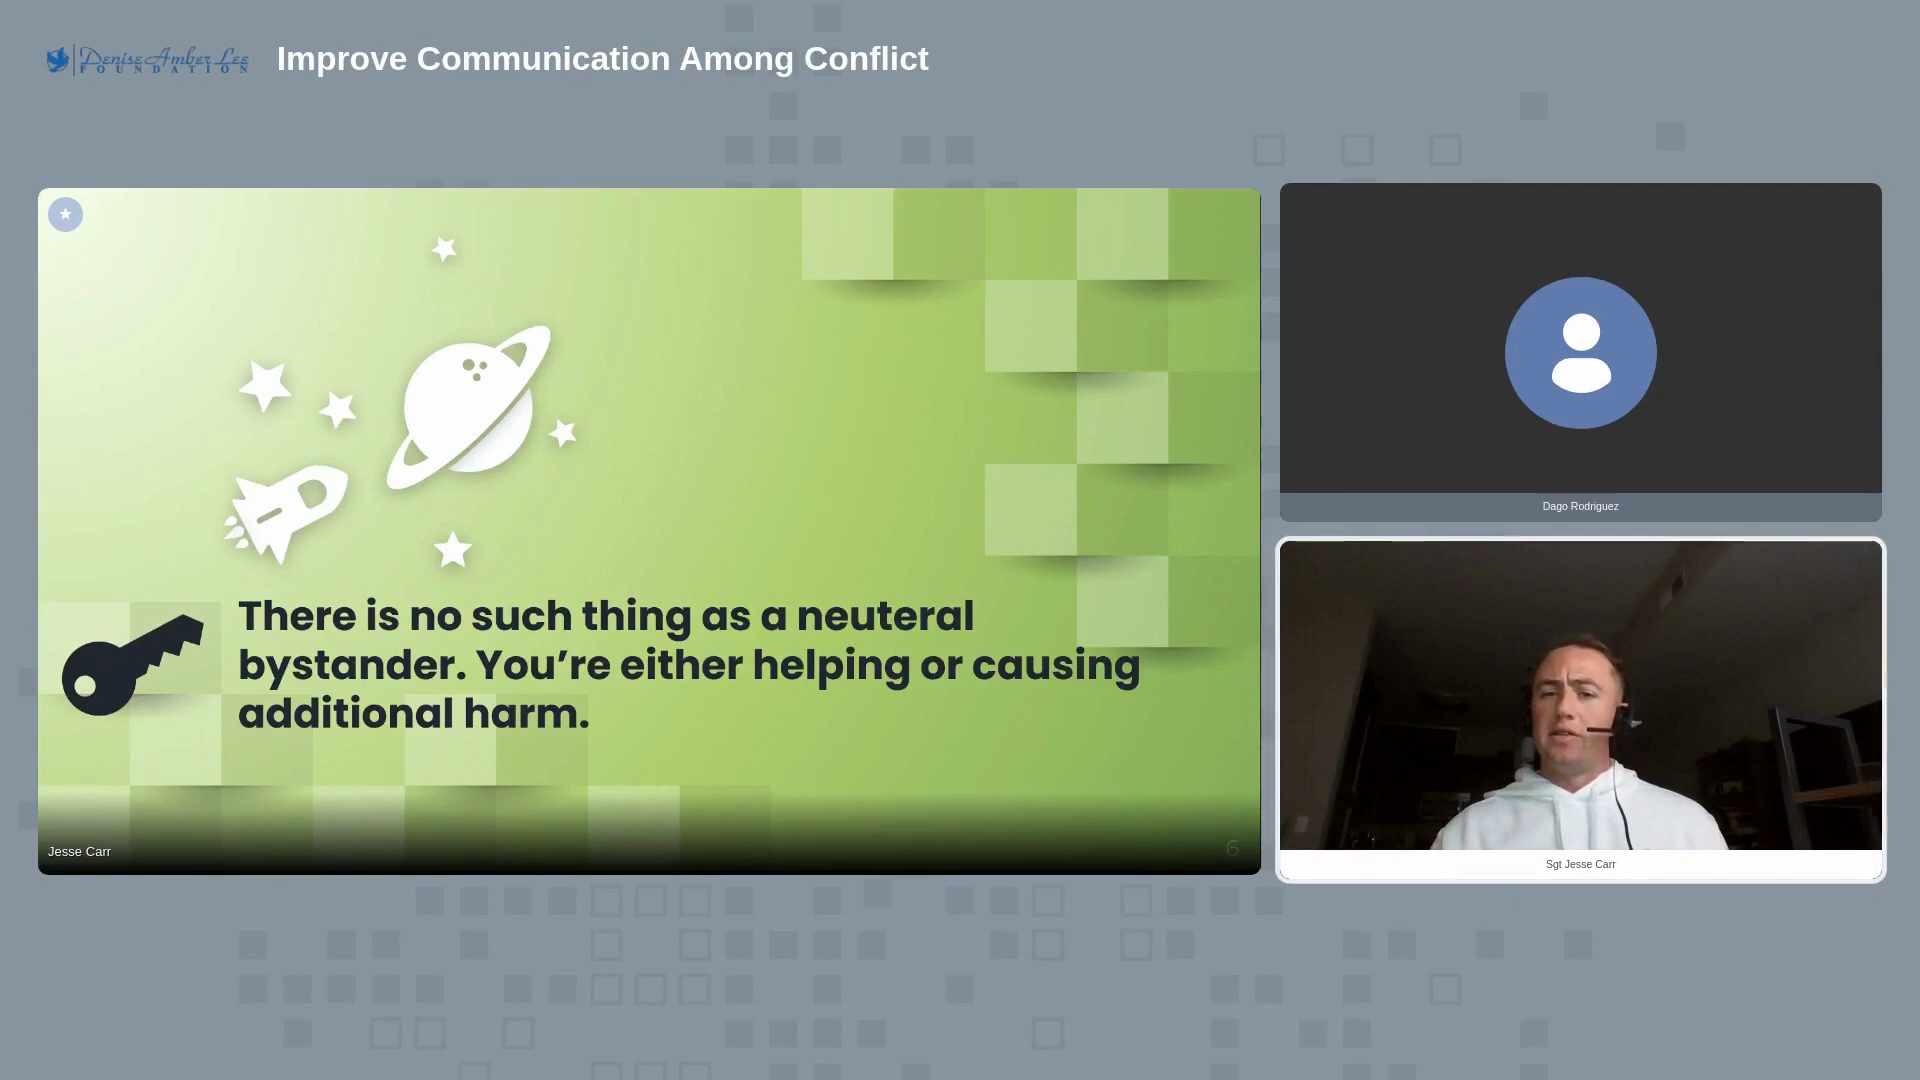 Denise Amber Lee
FOUNDATION
Improve Communication Among Conflict
There is no such thing as a neuteral
bystander. You’re either helping or causing
additional harm.
Jesse Carr
6
Dago Rodriguez
Sgt Jesse Carr